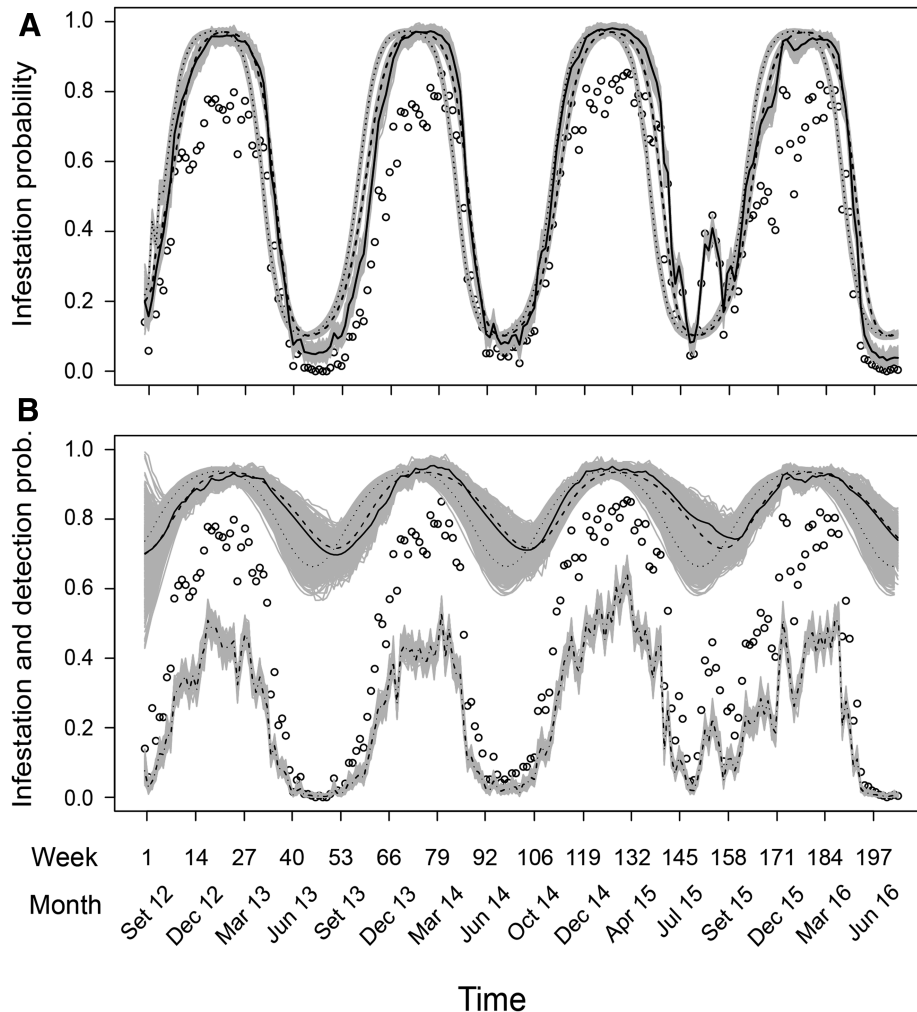 A
Infestation probability
1.0
0.8
0.6
0.4
0.2
0.0
B
Infestation and detection prob.
1.0
0.8
0.6
0.4
0.2
0.0
Week 1 14 27 40 53 66 79 92 106 119 132 145 158 171 184 197
Month Set 12 Dec 12 Mar 13 Jun 13 Set 13 Dec 13 Mar 14 Jun 14 Oct 14 Dec 14 Apr 15 Jul 15 Set 15 Dec 15 Mar 16 Jun 16
Time